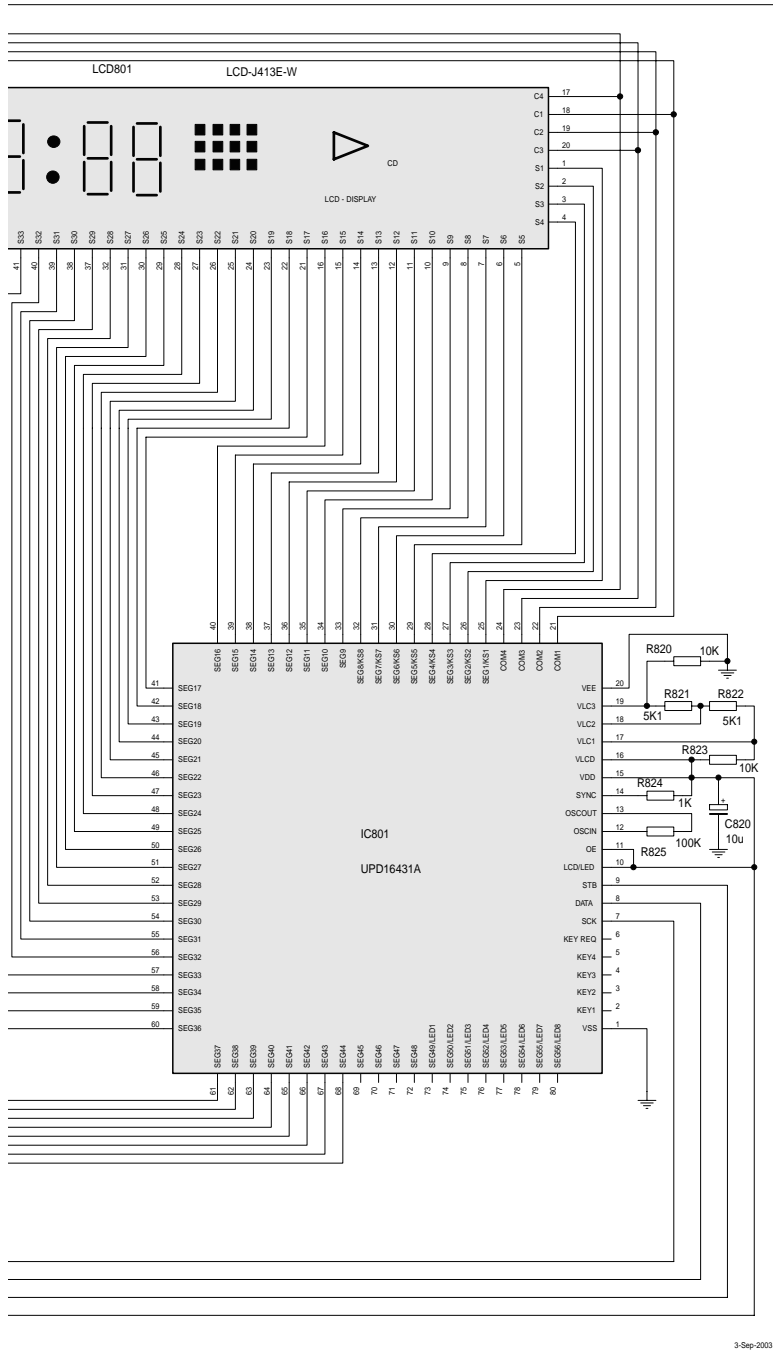 LCD801 LCD-J413E-W
C4 17
C1 18
C2 19
C3 20
CD
S1 1
S2 2
LCD - DISPLAY
S3 3
S4 4
S33 S32 S31 S30 S29 S28 S27 S26 S25 S24 S23 S22 S21 S20 S19 S18 S17 S16 S15 S14 S13 S12 S11 S10 S9 S8 S7 S6 S5
41 40 39 38 37 32 31 30 29 28 27 26 25 24 23 22 21 16 15 14 13 12 11 10 9 8 7 6 5
40 39 38 37 36 35 34 33 32 31 30 29 28 27 26 25 24 23 22 21
SEG16 SEG15 SEG14 SEG13 SEG12 SEG11 SEG10 SEG9 SEG8/KS8 SEG7/KS7 SEG6/KS6 SEG5/KS5 SEG4/KS4 SEG3/KS3 SEG2/KS2 SEG1/KS1 COM4 COM3 COM2 COM1
R820 10K
41 SEG17 VEE 20
R821 R822
42 SEG18 VLC3 19
5K1 5K1
43 SEG19 VLC2 18
44 SEG20 VLC1 17
R823
45 SEG21 VLCD 16
10K
46 SEG22 VDD 15
R824
47 SEG23 SYNC 14
1K
48 SEG24 OSCOUT 13
+
C820
49 SEG25 IC801 OSCIN 12
100K 10u
50 SEG26 OE 11
R825
51 SEG27 UPD16431A LCD/LED 10
52 SEG28 STB 9
53 SEG29 DATA 8
54 SEG30 SCK 7
55 SEG31 KEY REQ 6
56 SEG32 KEY4 5
57 SEG33 KEY3 4
58 SEG34 KEY2 3
59 SEG35 KEY1 2
60 SEG36 VSS 1
SEG37 SEG38 SEG39 SEG40 SEG41 SEG42 SEG43 SEG44 SEG45 SEG46 SEG47 SEG48 SEG49/LED1 SEG50/LED2 SEG51/LED3 SEG52/LED4 SEG53/LED5 SEG54/LED6 SEG55/LED7 SEG56/LED8
61 62 63 64 65 66 67 68 69 70 71 72 73 74 75 76 77 78 79 80
3-Sep-2003